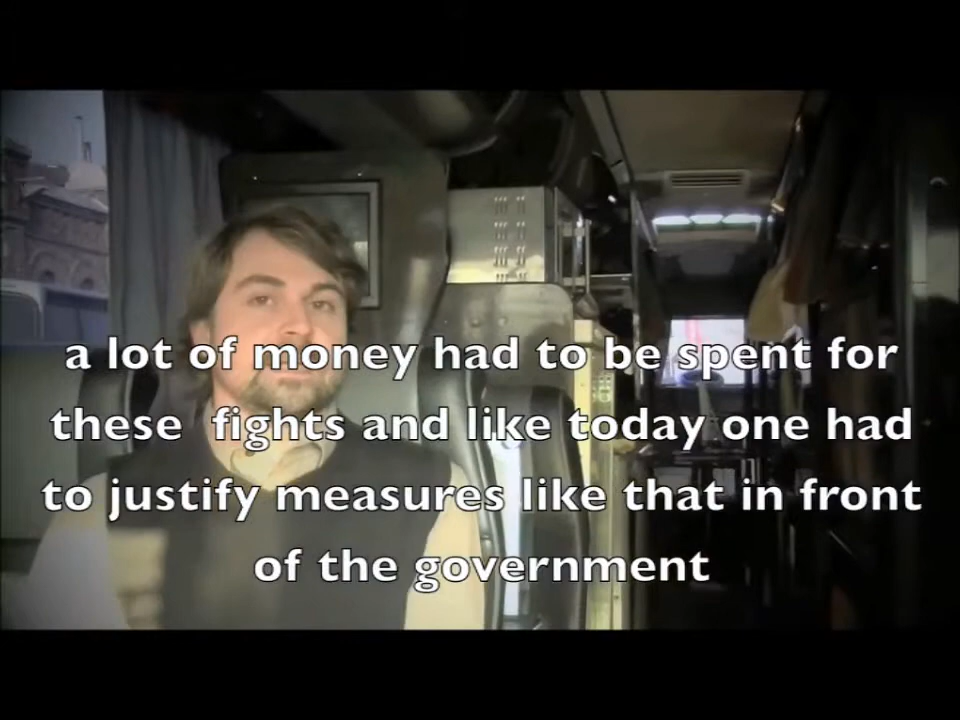 a lot of money had to be spent for
these  fights and like today one had
to justify measures like that in front
of the government